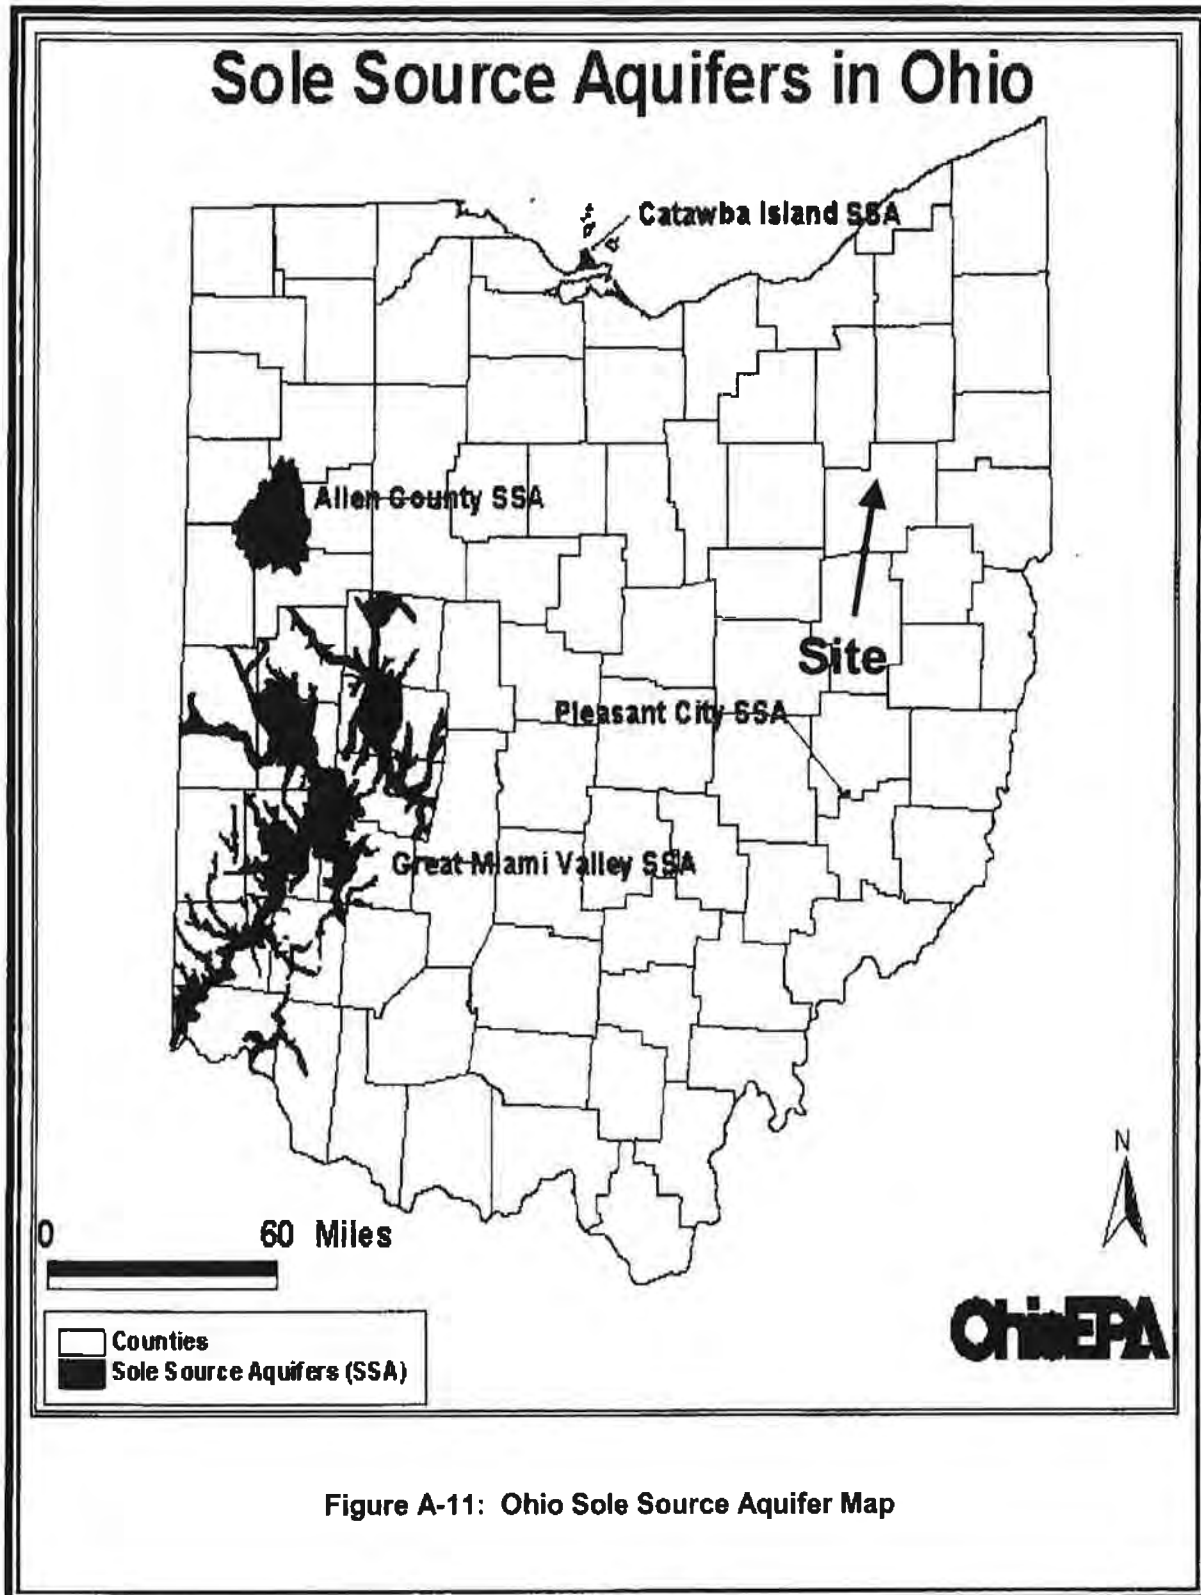 Sole Source Aquifers in Ohio
Catawba Island SSA
Allen County SSA
Site
Pleasant City SSA
Great Miami Valley SSA
N
0 60 Miles
OhioEPA
Counties
Sole Source Aquifers (SSA)
Figure A-11: Ohio Sole Source Aquifer Map